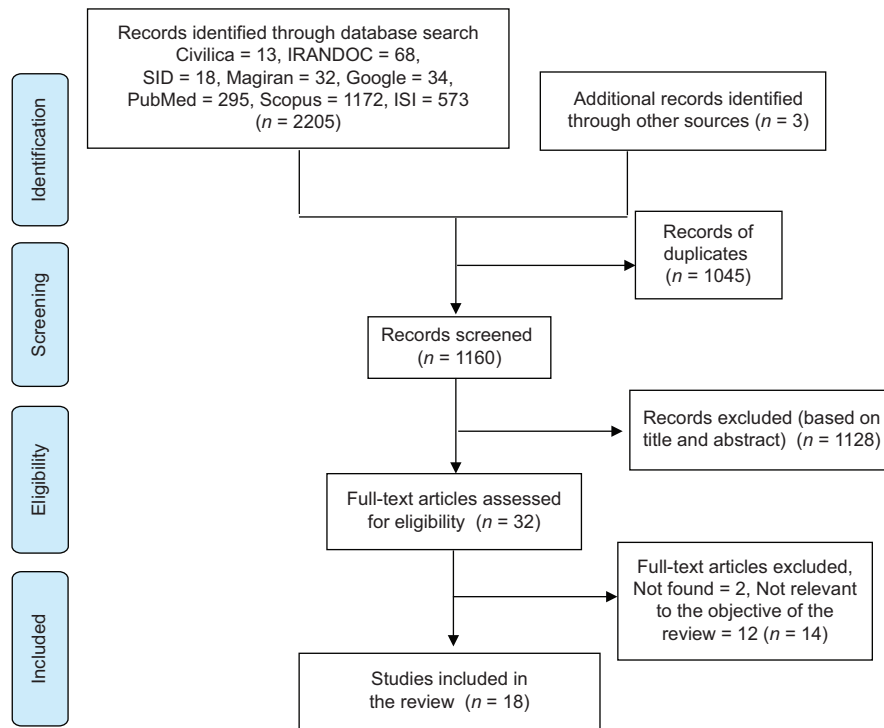 Records identified through database search
Civilica = 13, IRANDOC = 68,
SID = 18, Magiran = 32, Google = 34,
PubMed = 295, Scopus = 1172, ISI = 573
(n = 2205)
Additional records identified
through other sources (n = 3)
Identification
Records of
duplicates
(n = 1045)
Screening
Records screened
(n = 1160)
Records excluded (based on
title and abstract) (n = 1128)
Eligibility
Full-text articles assessed
for eligibility (n = 32)
Full-text articles excluded,
Not found = 2, Not relevant
to the objective of the
review = 12 (n = 14)
Included
Studies included in
the review (n = 18)